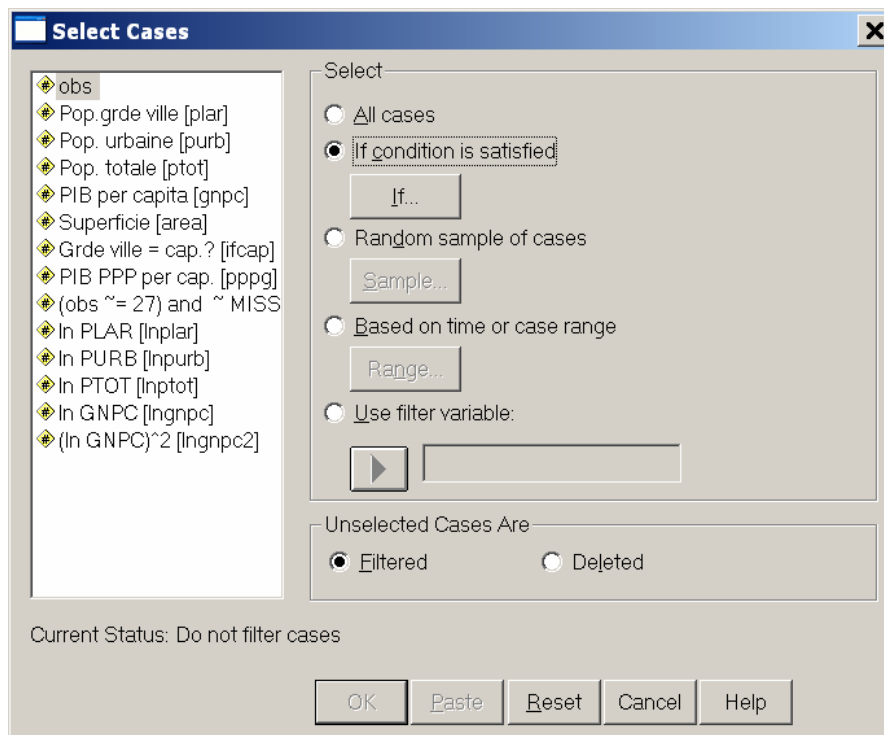 Select Cases
obs
Pop.grde ville [plar]
Pop. urbaine [purb]
Pop. totale [ptot]
PIB per capita [gnpc]
Superficie [area]
Grde ville = cap.? [ifcap]
PIB PPP per cap. [pppg]
(obs ~= 27) and ~ MISS
ln PLAR [lnplar]
ln PURB [lnpurb]
ln PTOT [lnptot]
ln GNPC [lngnpc]
(ln GNPC)^2 [lngnpc2]
Select
All cases
If condition is satisfied
If...
Random sample of cases
Sample...
Based on time or case range
Range...
Use filter variable:
Unselected Cases Are
Filtered
Deleted
Current Status: Do not filter cases
OK
Paste
Reset
Cancel
Help